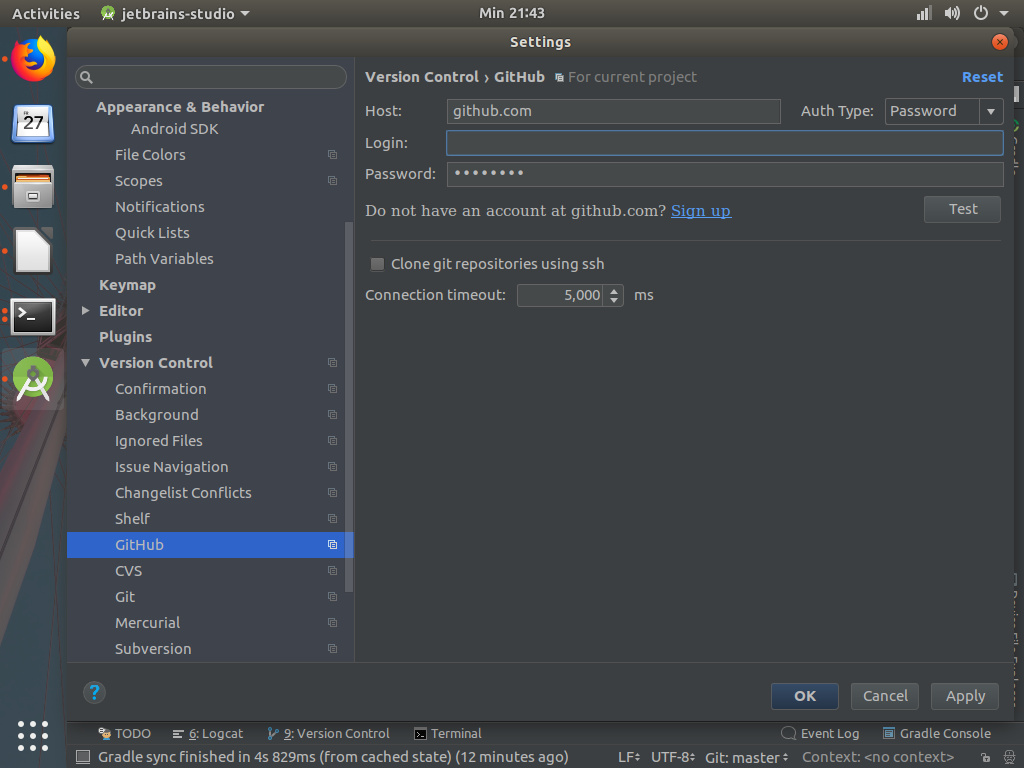 Activities jetbrains-studio Min 21:43
Settings
27
Version Control › GitHub For current project Reset
Host: github.com Auth Type: Password
Login:
Password: ••••••••
Do not have an account at github.com? Sign up Test
Clone git repositories using ssh
Connection timeout: 5,000 ms
Appearance & Behavior
Android SDK
File Colors
Scopes
Notifications
Quick Lists
Path Variables
Keymap
Editor
Plugins
Version Control
Confirmation
Background
Ignored Files
Issue Navigation
Changelist Conflicts
Shelf
GitHub
CVS
Git
Mercurial
Subversion
? OK Cancel Apply
TODO 6: Logcat 9: Version Control Terminal Event Log Gradle Console
Gradle sync finished in 4s 829ms (from cached state) (12 minutes ago) LF UTF-8 Git: master Context: <no context>